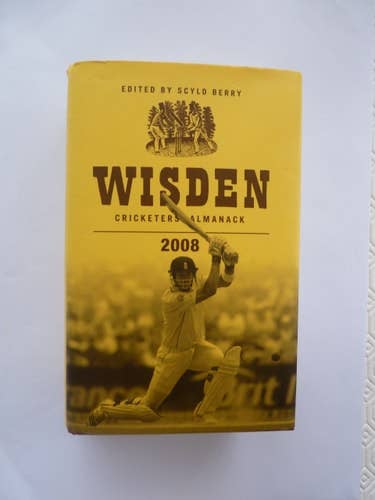 EDITED BY SCYLD BERRY
WISDEN
CRICKETERS' ALMANACK
2008